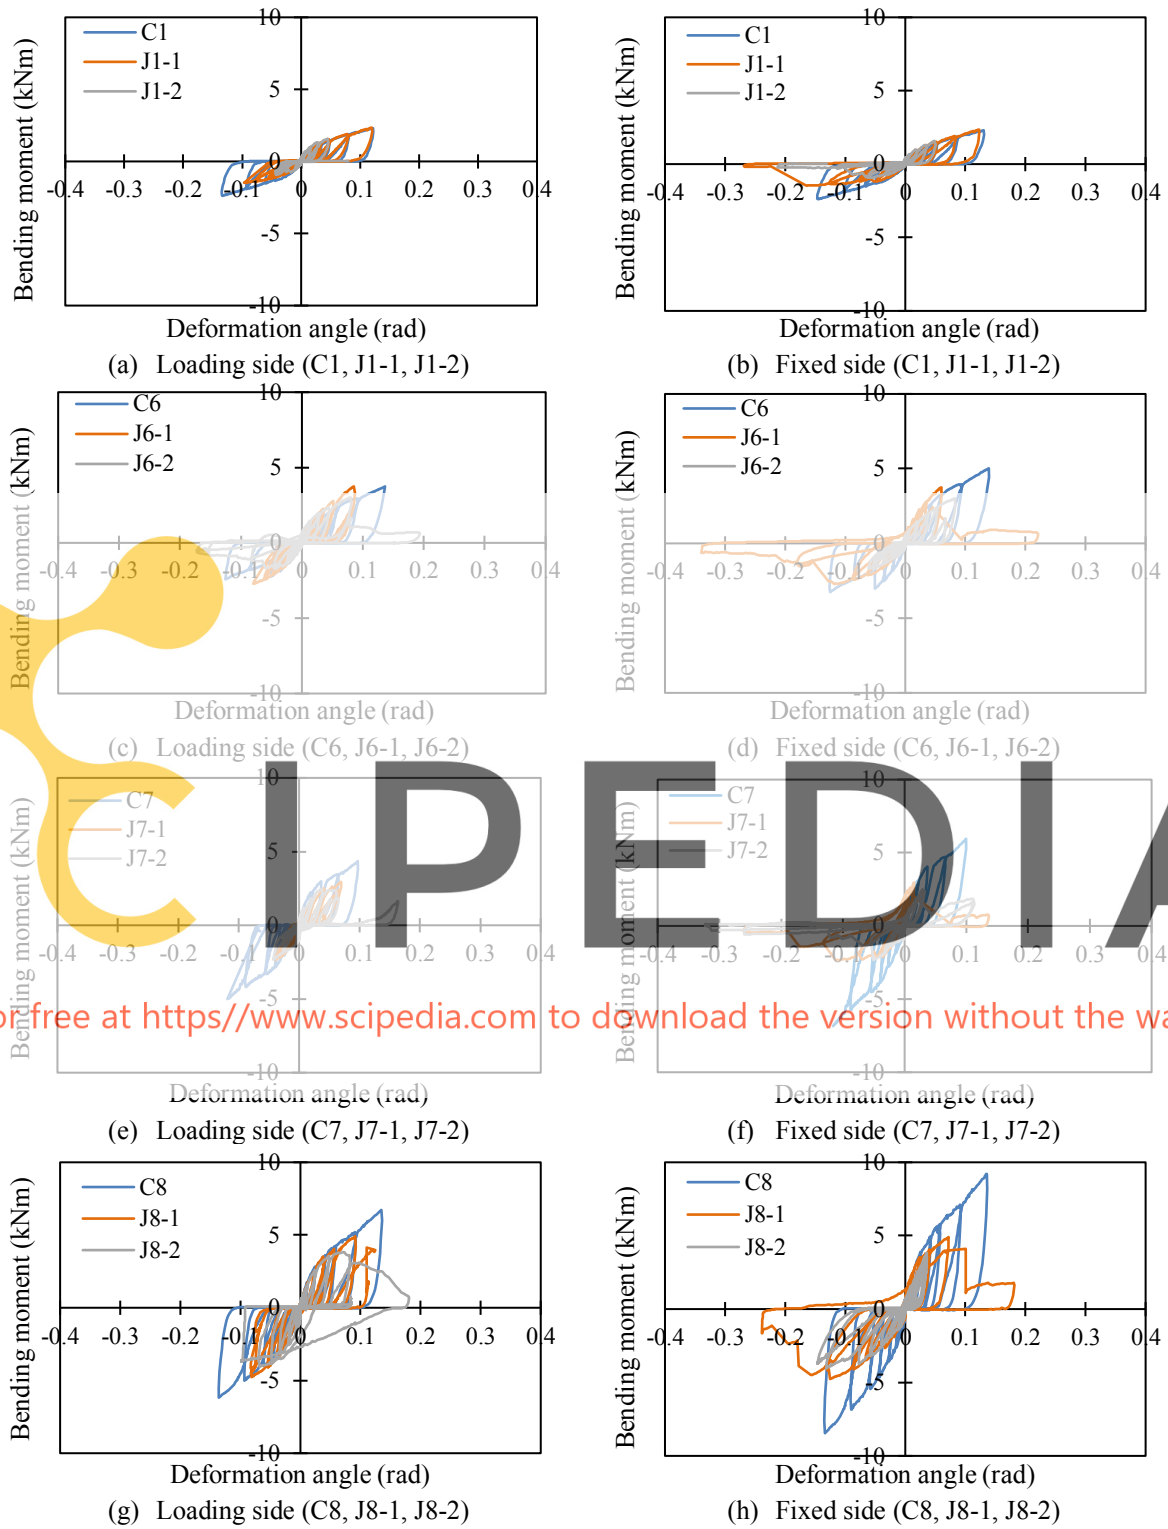 10 10
C1 C1
J1-1 J1-1
J1-2 J1-2
5 5
0 0
-0.4 -0.3 -0.2 -0.1 0 0.1 0.2 0.3 0.4 -0.4 -0.3 -0.2 -0.1 0 0.1 0.2 0.3 0.4
-5 -5
-10 -10
Bending moment (kNm) Bending moment (kNm)
Deformation angle (rad) Deformation angle (rad)
(a) Loading side (C1, J1-1, J1-2) (b) Fixed side (C1, J1-1, J1-2)
10 10
C6 C6
J6-1 J6-1
J6-2 J6-2
5 5
0 0
-0.4 -0.3 -0.2 -0.1 0 0.1 0.2 0.3 0.4 -0.4 -0.3 -0.2 -0.1 0 0.1 0.2 0.3 0.4
-5 -5
-10 -10
Bending moment (kNm) Bending moment (kNm)
Deformation angle (rad) Deformation angle (rad)
(c) Loading side (C6, J6-1, J6-2) (d) Fixed side (C6, J6-1, J6-2)
CIPEDIA
10 10
C7 C7
J7-1 J7-1
J7-2 J7-2
5 5
0 0
-0.4 -0.3 -0.2 -0.1 0 0.1 0.2 0.3 0.4 -0.4 -0.3 -0.2 -0.1 0 0.1 0.2 0.3 0.4
-5 -5
or free at https//www.scipedia.com to download the version without the wa
-10 -10
Bending moment (kNm) Bending moment (kNm)
Deformation angle (rad) Deformation angle (rad)
(e) Loading side (C7, J7-1, J7-2) (f) Fixed side (C7, J7-1, J7-2)
10 10
C8 C8
J8-1 J8-1
J8-2 J8-2
5 5
0 0
-0.4 -0.3 -0.2 -0.1 0 0.1 0.2 0.3 0.4 -0.4 -0.3 -0.2 -0.1 0 0.1 0.2 0.3 0.4
-5 -5
-10 -10
Bending moment (kNm) Bending moment (kNm)
Deformation angle (rad) Deformation angle (rad)
(g) Loading side (C8, J8-1, J8-2) (h) Fixed side (C8, J8-1, J8-2)